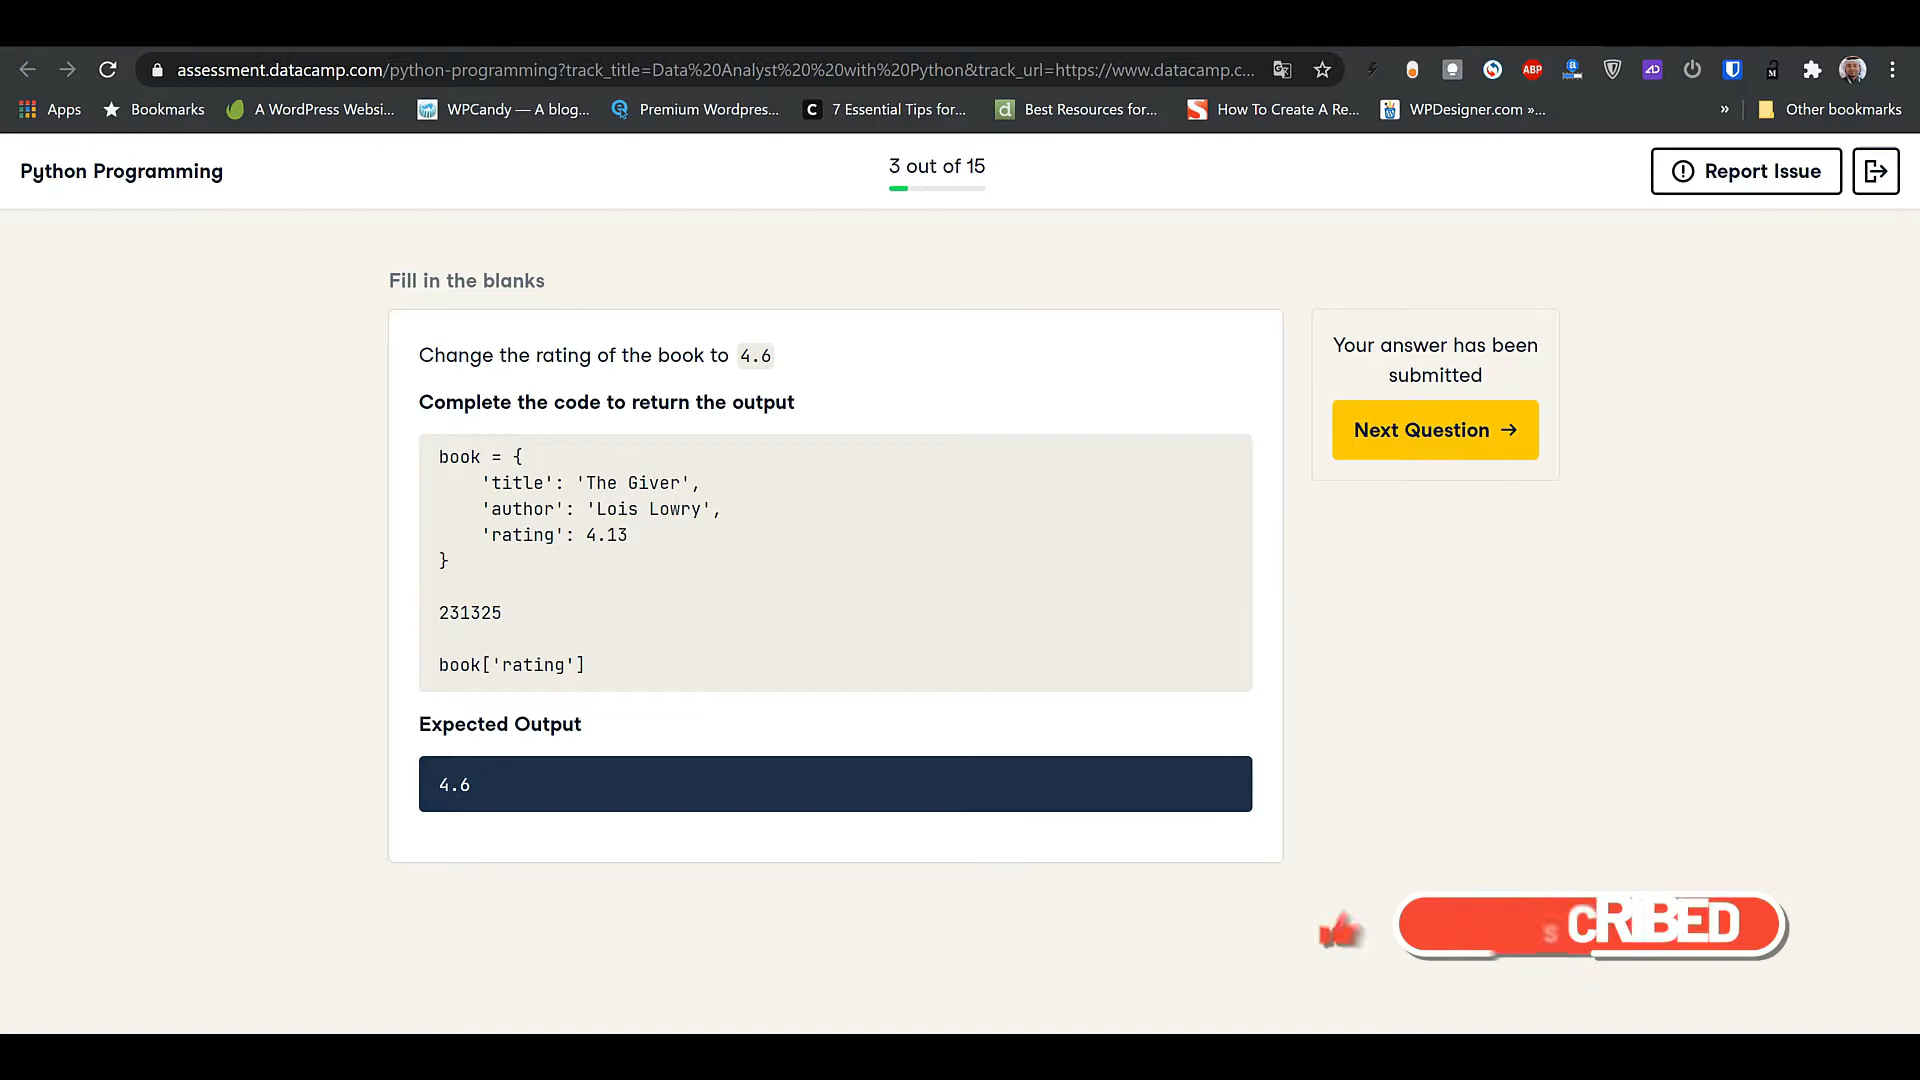 assessment.datacamp.com/python-programming?track_title=Data%20Analyst%20%20with%20Python&track_url=https://www.datacamp.c...
ABP
Apps
Bookmarks
A WordPress Websi...
WPCandy — A blog...
Premium Wordpres...
7 Essential Tips for...
Best Resources for...
How To Create A Re...
WPDesigner.com »...
»
Other bookmarks
Python Programming
3 out of 15
Report Issue
Fill in the blanks
Change the rating of the book to 4.6
Complete the code to return the output
book = {
'title': 'The Giver',
'author': 'Lois Lowry',
'rating': 4.13
}
231325
book['rating']
Expected Output
4.6
Your answer has been
submitted
Next Question →
SCRIBED